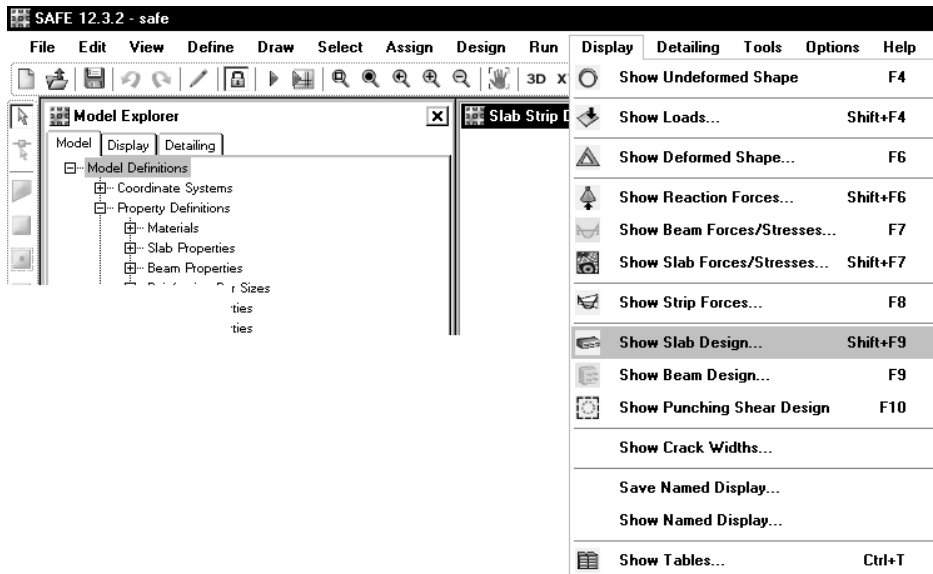 SAFE 12.3.2 - safe
File Edit View Define Draw Select Assign Design Run Display Detailing Tools Options Help
3D X
Model Explorer
Model Display Detailing
Model Definitions
Coordinate Systems
Property Definitions
Materials
Slab Properties
Beam Properties
r Sizes
ties
ties
Slab Strip D
Show Undeformed Shape F4
Show Loads... Shift+F4
Show Deformed Shape... F6
Show Reaction Forces... Shift+F6
Show Beam Forces/Stresses... F7
Show Slab Forces/Stresses... Shift+F7
Show Strip Forces... F8
Show Slab Design... Shift+F9
Show Beam Design... F9
Show Punching Shear Design F10
Show Crack Widths...
Save Named Display...
Show Named Display...
Show Tables... Ctrl+T